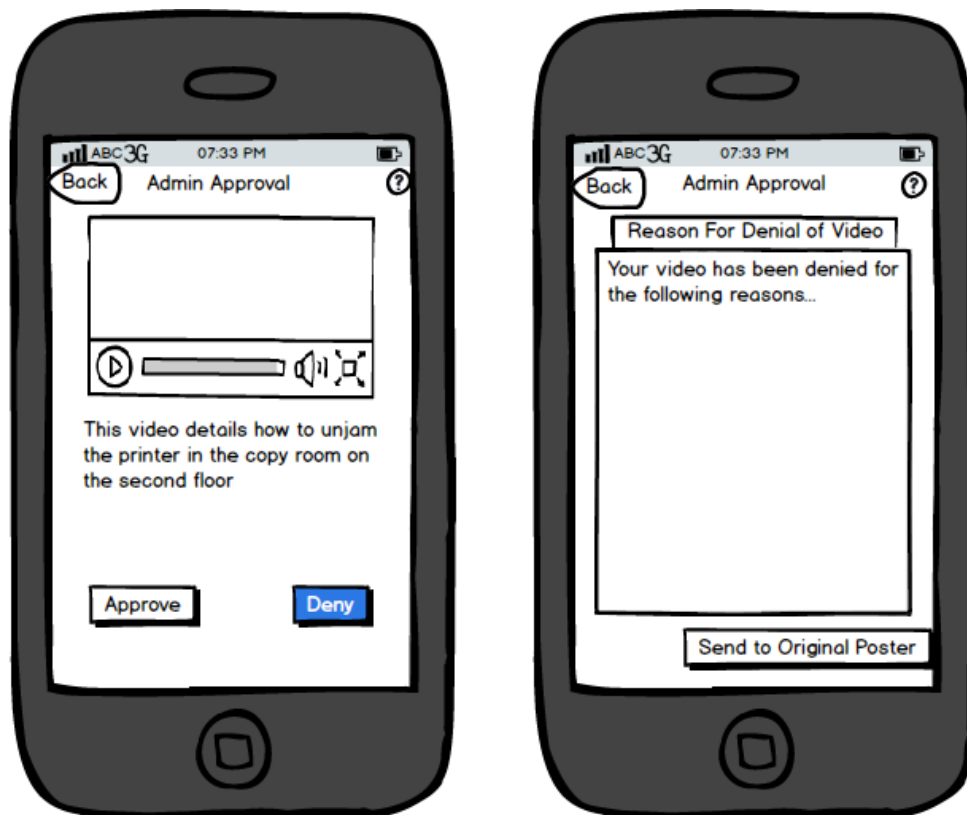 ABC 3G 07:33 PM
Back Admin Approval ?
This video details how to unjam
the printer in the copy room on
the second floor
Approve Deny
ABC 3G 07:33 PM
Back Admin Approval ?
Reason For Denial of Video
Your video has been denied for
the following reasons...
Send to Original Poster